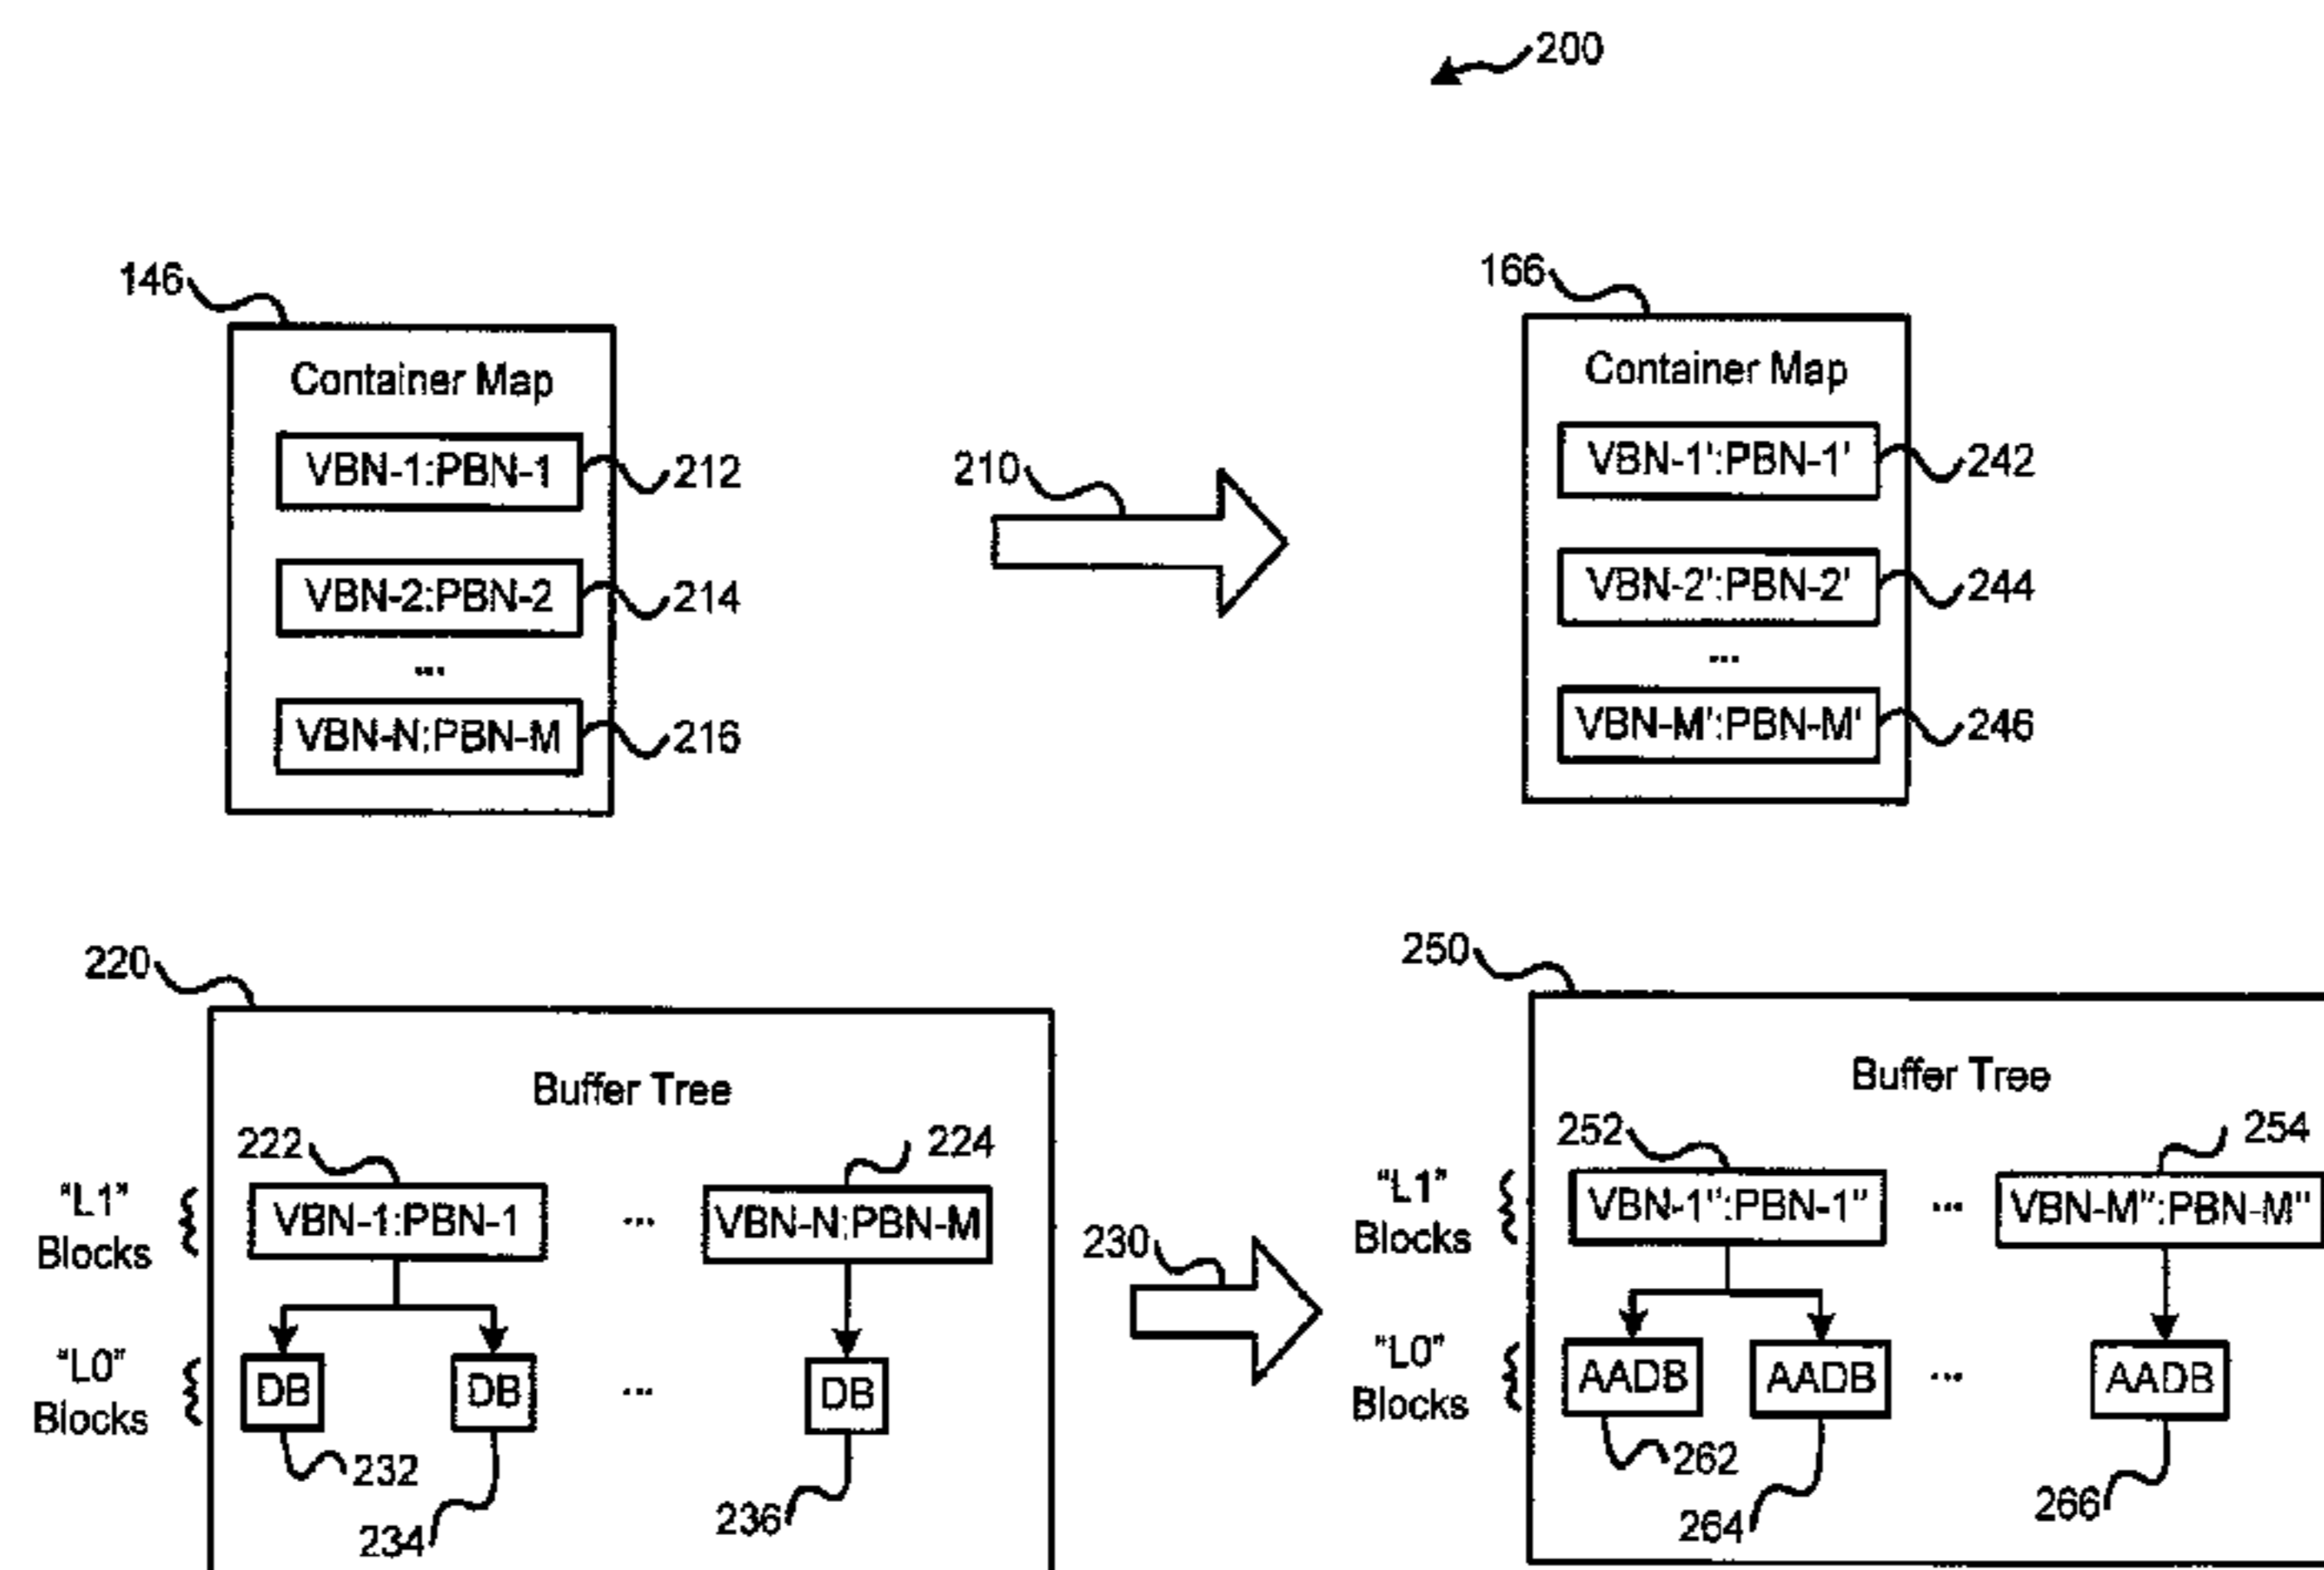 200
146
166
Container Map
Container Map
VBN-1:PBN-1
212
210
VBN-1':PBN-1'
242
VBN-2:PBN-2
214
VBN-2':PBN-2'
244
...
...
VBN-N:PBN-M
216
VBN-M':PBN-M'
246
220
250
Buffer Tree
Buffer Tree
222
224
252
254
"L1"
Blocks
VBN-1:PBN-1
...
VBN-N:PBN-M
230
"L1"
Blocks
VBN-1":PBN-1"
...
VBN-M":PBN-M"
"L0"
Blocks
DB
DB
...
DB
"L0"
Blocks
AADB
AADB
...
AADB
232
234
236
262
264
266